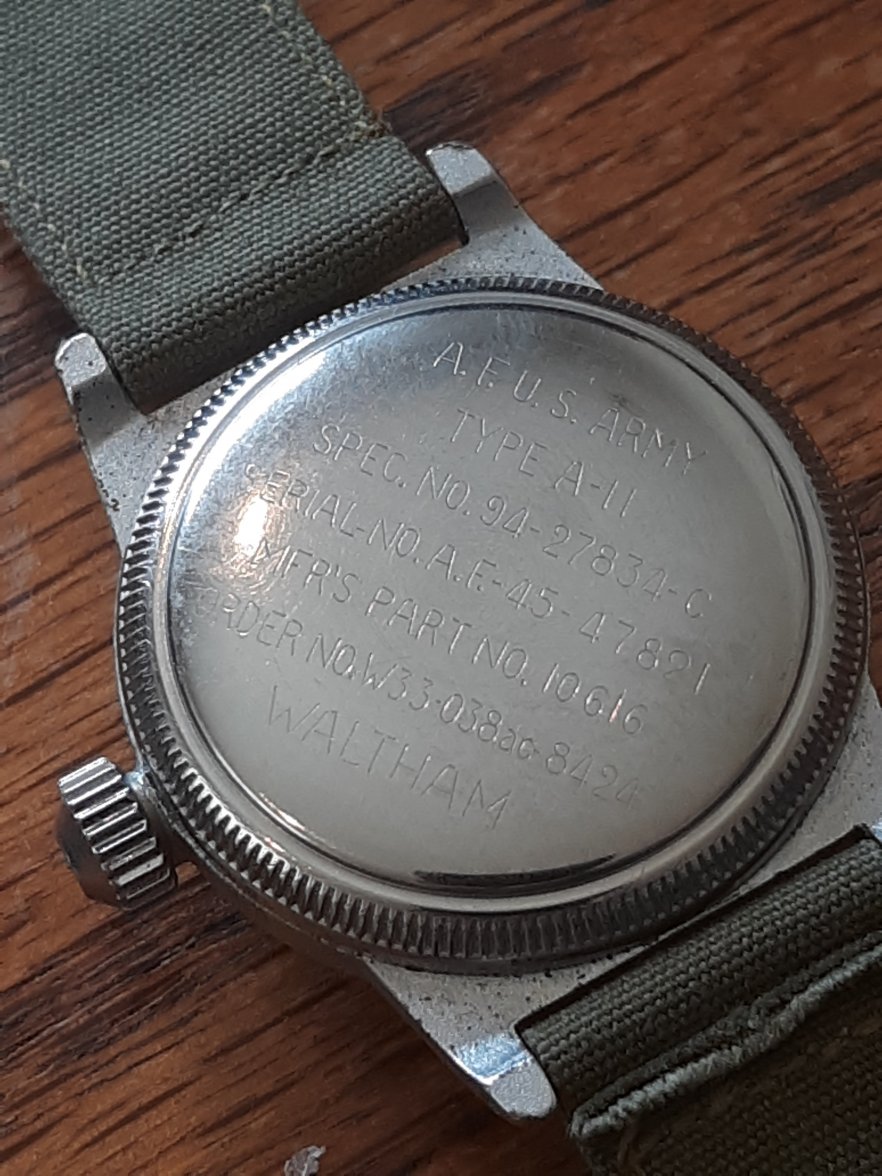 A.F. U.S. ARMY
TYPE A-11
SPEC. NO. 94-27834-C
SERIAL-NO. A.F.-45-47821
MFR'S PART NO. 10616
ORDER NO. W33-038ac-8424
WALTHAM